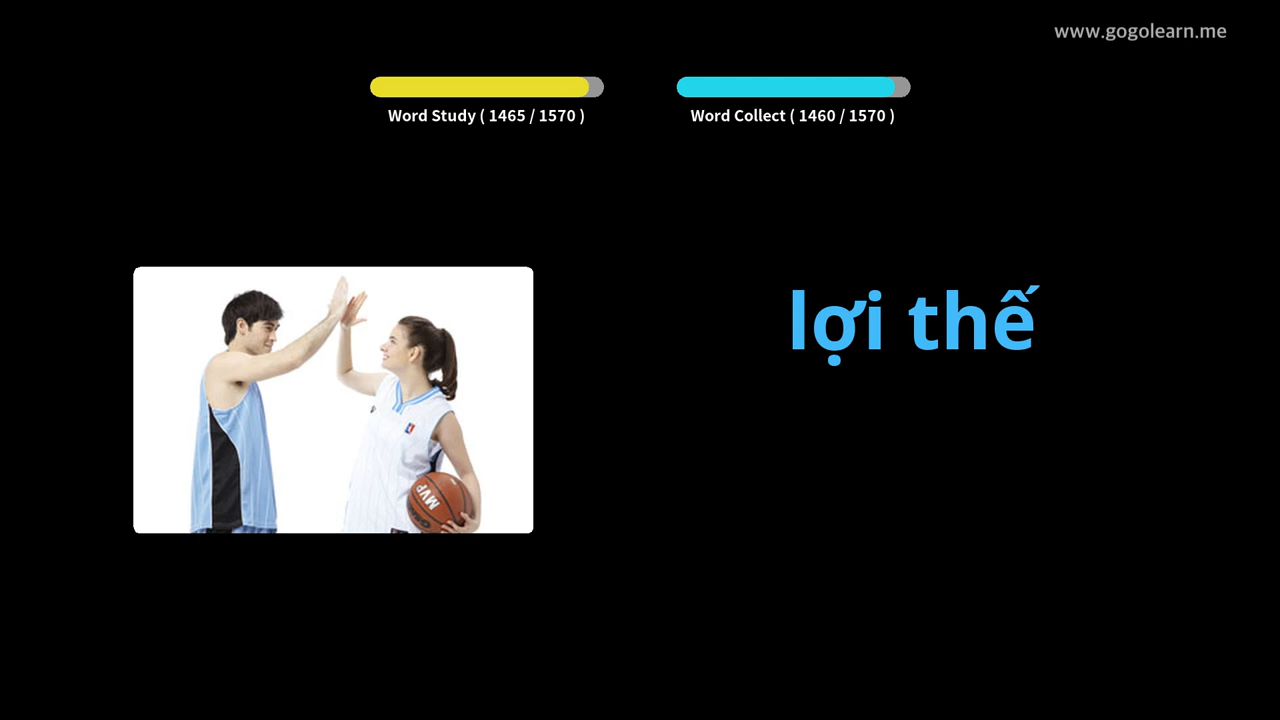 www.gogolearn.me
Word Study ( 1465 / 1570 )
Word Collect ( 1460 / 1570 )
lợi thế
MVP